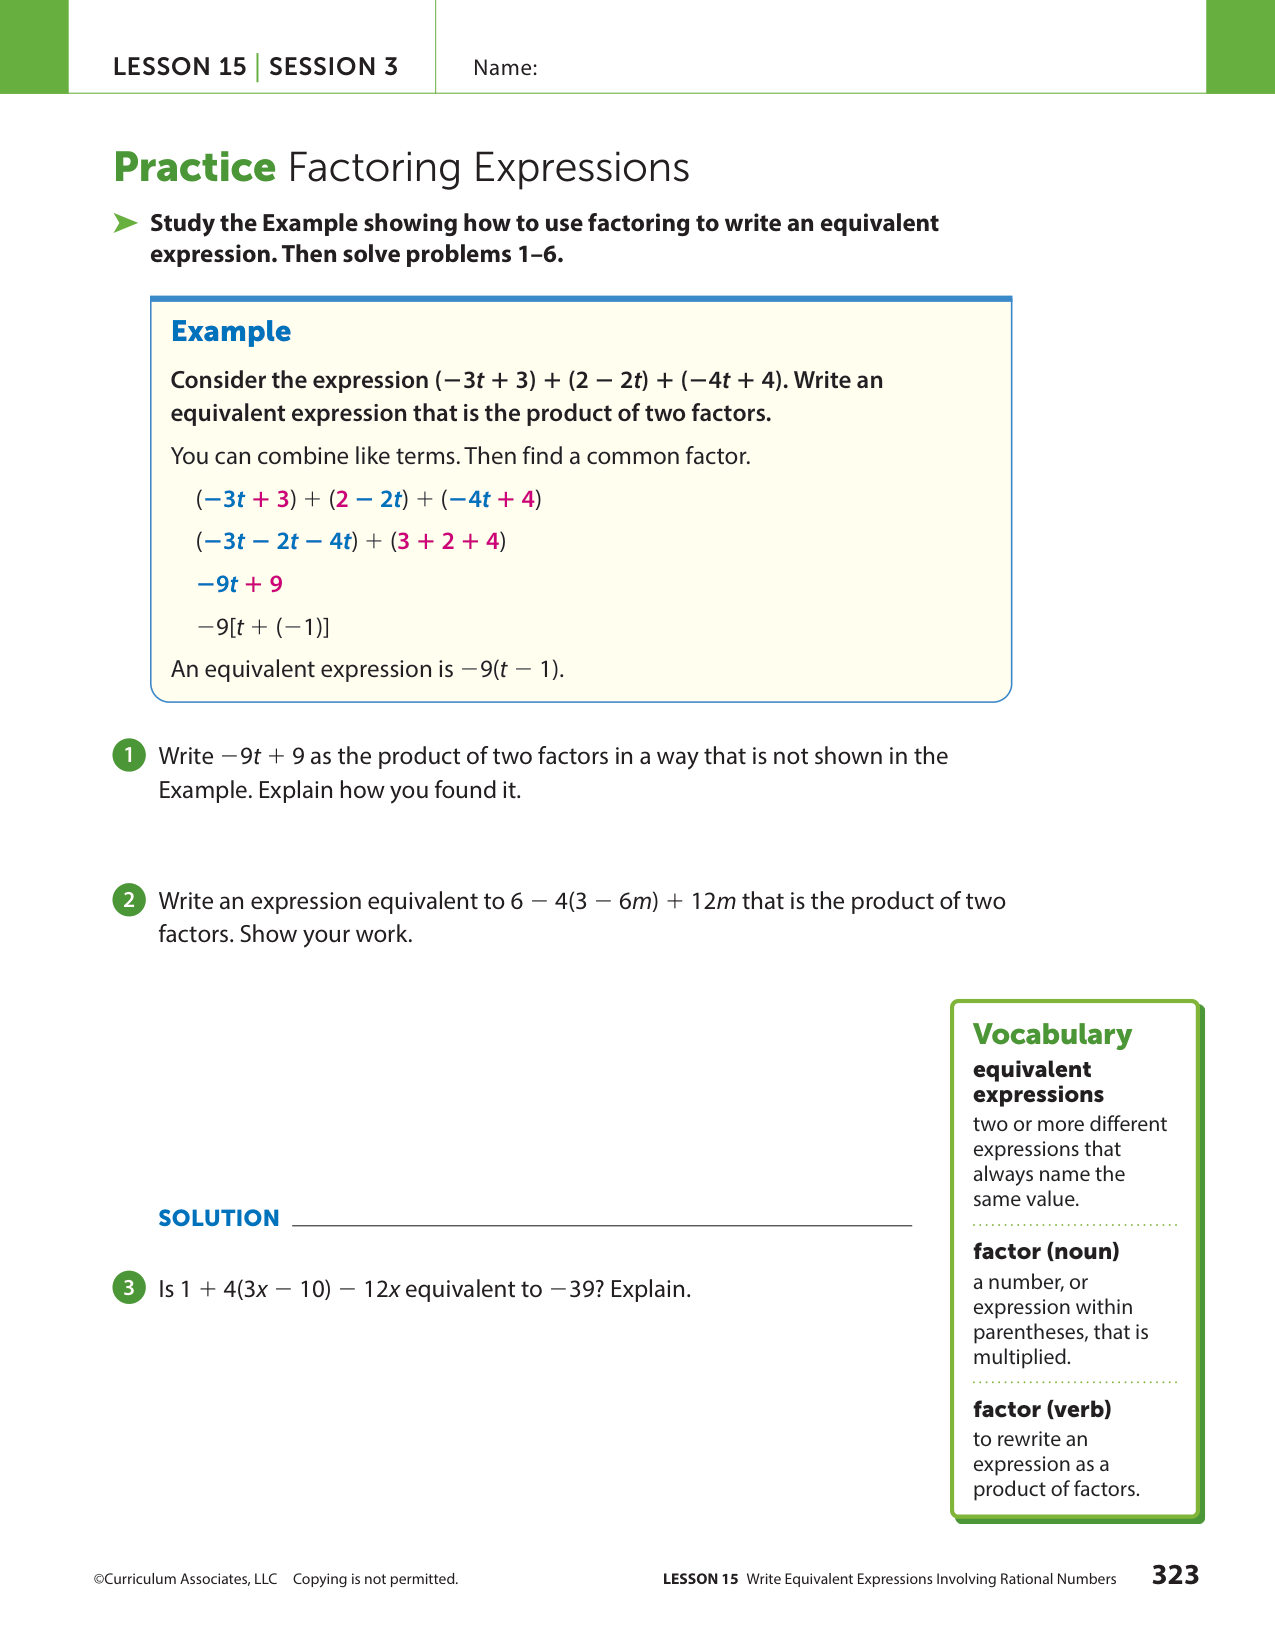 LESSON 15 | SESSION 3
Name:
Practice Factoring Expressions
➤ Study the Example showing how to use factoring to write an equivalent
expression. Then solve problems 1–6.
Example
Consider the expression (−3t + 3) + (2 − 2t) + (−4t + 4). Write an
equivalent expression that is the product of two factors.
You can combine like terms. Then find a common factor.
(−3t + 3) + (2 − 2t) + (−4t + 4)
(−3t − 2t − 4t) + (3 + 2 + 4)
−9t + 9
−9[t + (−1)]
An equivalent expression is −9(t − 1).
1 Write −9t + 9 as the product of two factors in a way that is not shown in the
Example. Explain how you found it.
2 Write an expression equivalent to 6 − 4(3 − 6m) + 12m that is the product of two
factors. Show your work.
SOLUTION
3 Is 1 + 4(3x − 10) − 12x equivalent to −39? Explain.
Vocabulary
equivalent
expressions
two or more different
expressions that
always name the
same value.
factor (noun)
a number, or
expression within
parentheses, that is
multiplied.
factor (verb)
to rewrite an
expression as a
product of factors.
©Curriculum Associates, LLC Copying is not permitted.
LESSON 15 Write Equivalent Expressions Involving Rational Numbers
323